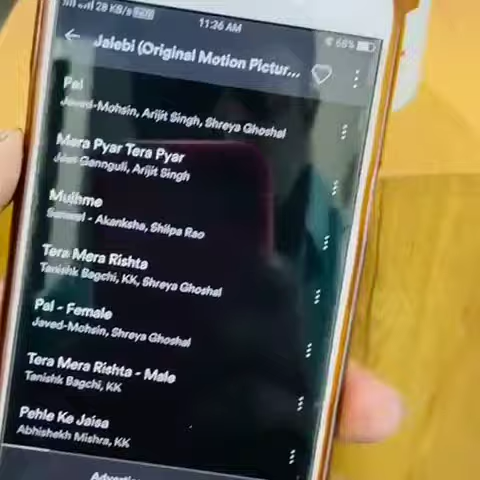 28 KB/s
11:36 AM
68%
Jalebi (Original Motion Pictur...
Pal
Javed-Mohsin, Arijit Singh, Shreya Ghoshal
Mera Pyar Tera Pyar
Jeet Gannguli, Arijit Singh
Mujhme
Samuel - Akanksha, Shilpa Rao
Tera Mera Rishta
Tanishk Bagchi, KK, Shreya Ghoshal
Pal - Female
Javed-Mohsin, Shreya Ghoshal
Tera Mera Rishta - Male
Tanishk Bagchi, KK
Pehle Ke Jaisa
Abhishekh Mishra, KK